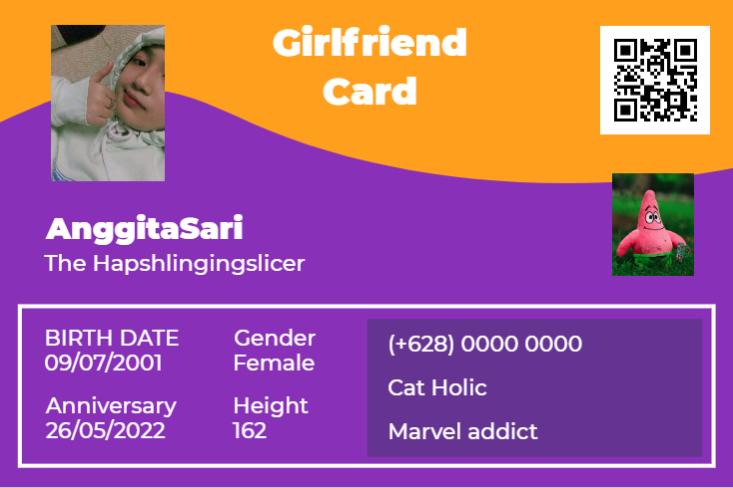 Girlfriend
Card
AnggitaSari
The Hapshlingingslicer
BIRTH DATE
09/07/2001
Gender
Female
Anniversary
26/05/2022
Height
162
(+628) 0000 0000
Cat Holic
Marvel addict